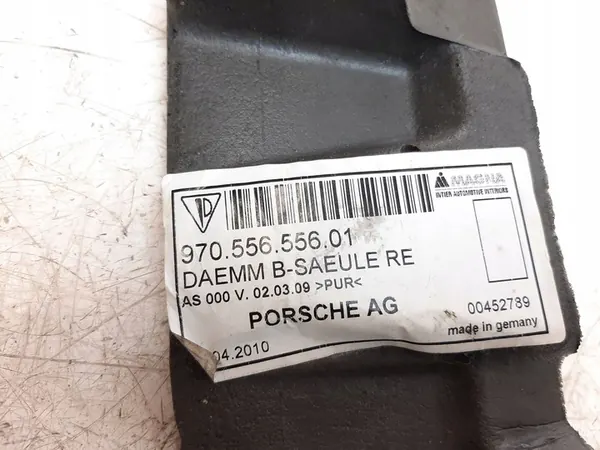 MAGNA
INTIER AUTOMOTIVE INTERIORS
970.556.556.01
DAEMM B-SAEULE RE
AS 000 V. 02.03.09 >PUR<
PORSCHE AG
00452789
04.2010
made in gemany